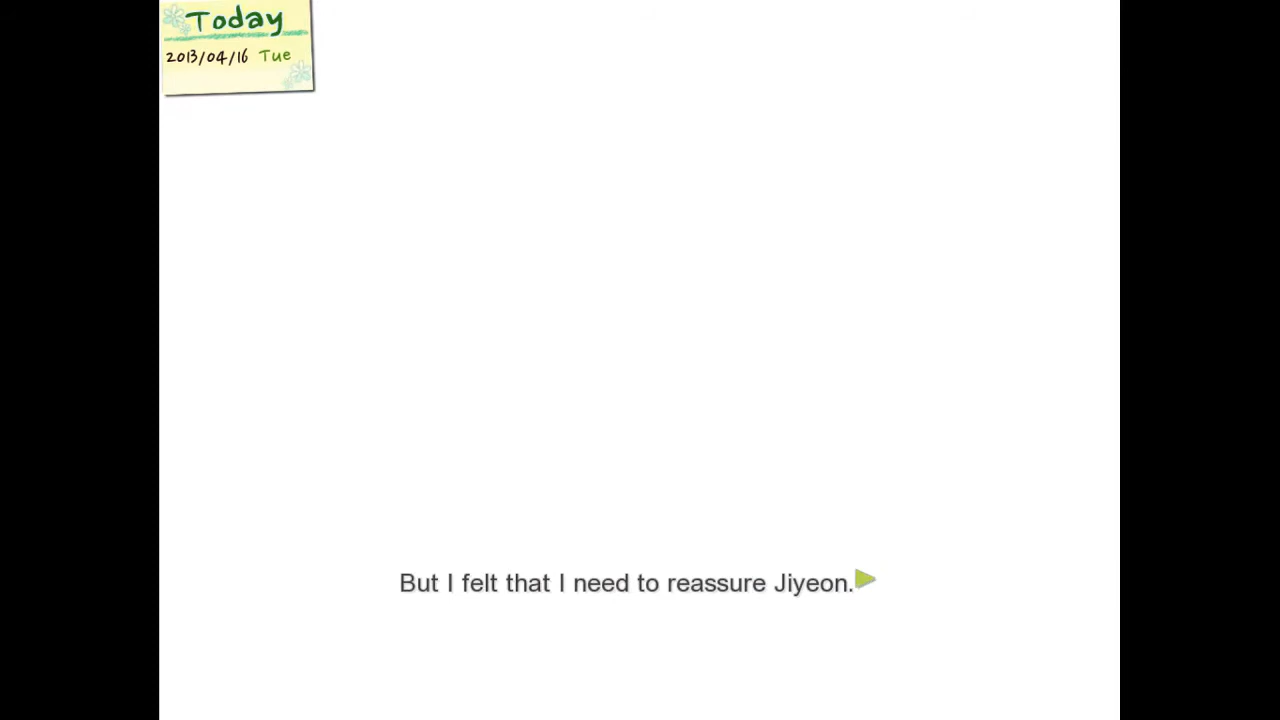 Today
2013/04/16 Tue
But I felt that I need to reassure Jiyeon.